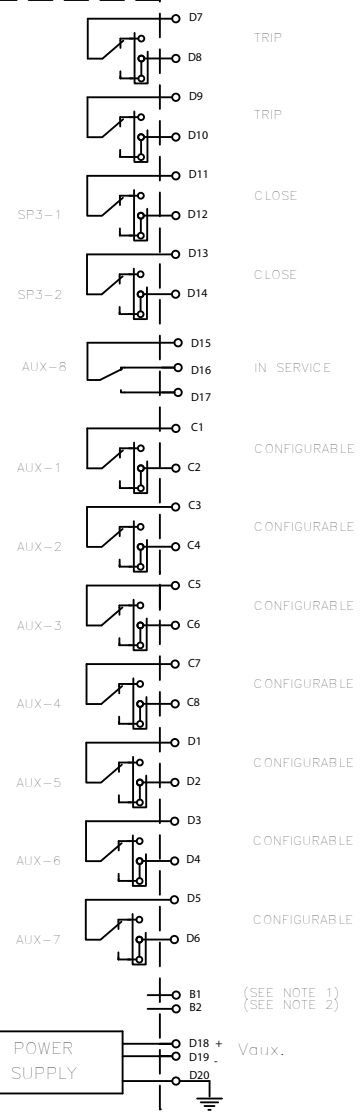 D7
TRIP
D8
D9
TRIP
D10
D11
CLOSE
SP3-1
D12
D13
CLOSE
SP3-2
D14
D15
AUX-8
D16
IN SERVICE
D17
C1
CONFIGURABLE
AUX-1
C2
C3
CONFIGURABLE
AUX-2
C4
C5
CONFIGURABLE
AUX-3
C6
C7
CONFIGURABLE
AUX-4
C8
D1
CONFIGURABLE
AUX-5
D2
D3
CONFIGURABLE
AUX-6
D4
D5
CONFIGURABLE
AUX-7
D6
B1 (SEE NOTE 1)
B2 (SEE NOTE 2)
POWER
SUPPLY
D18 +
Vaux.
D19 -
D20